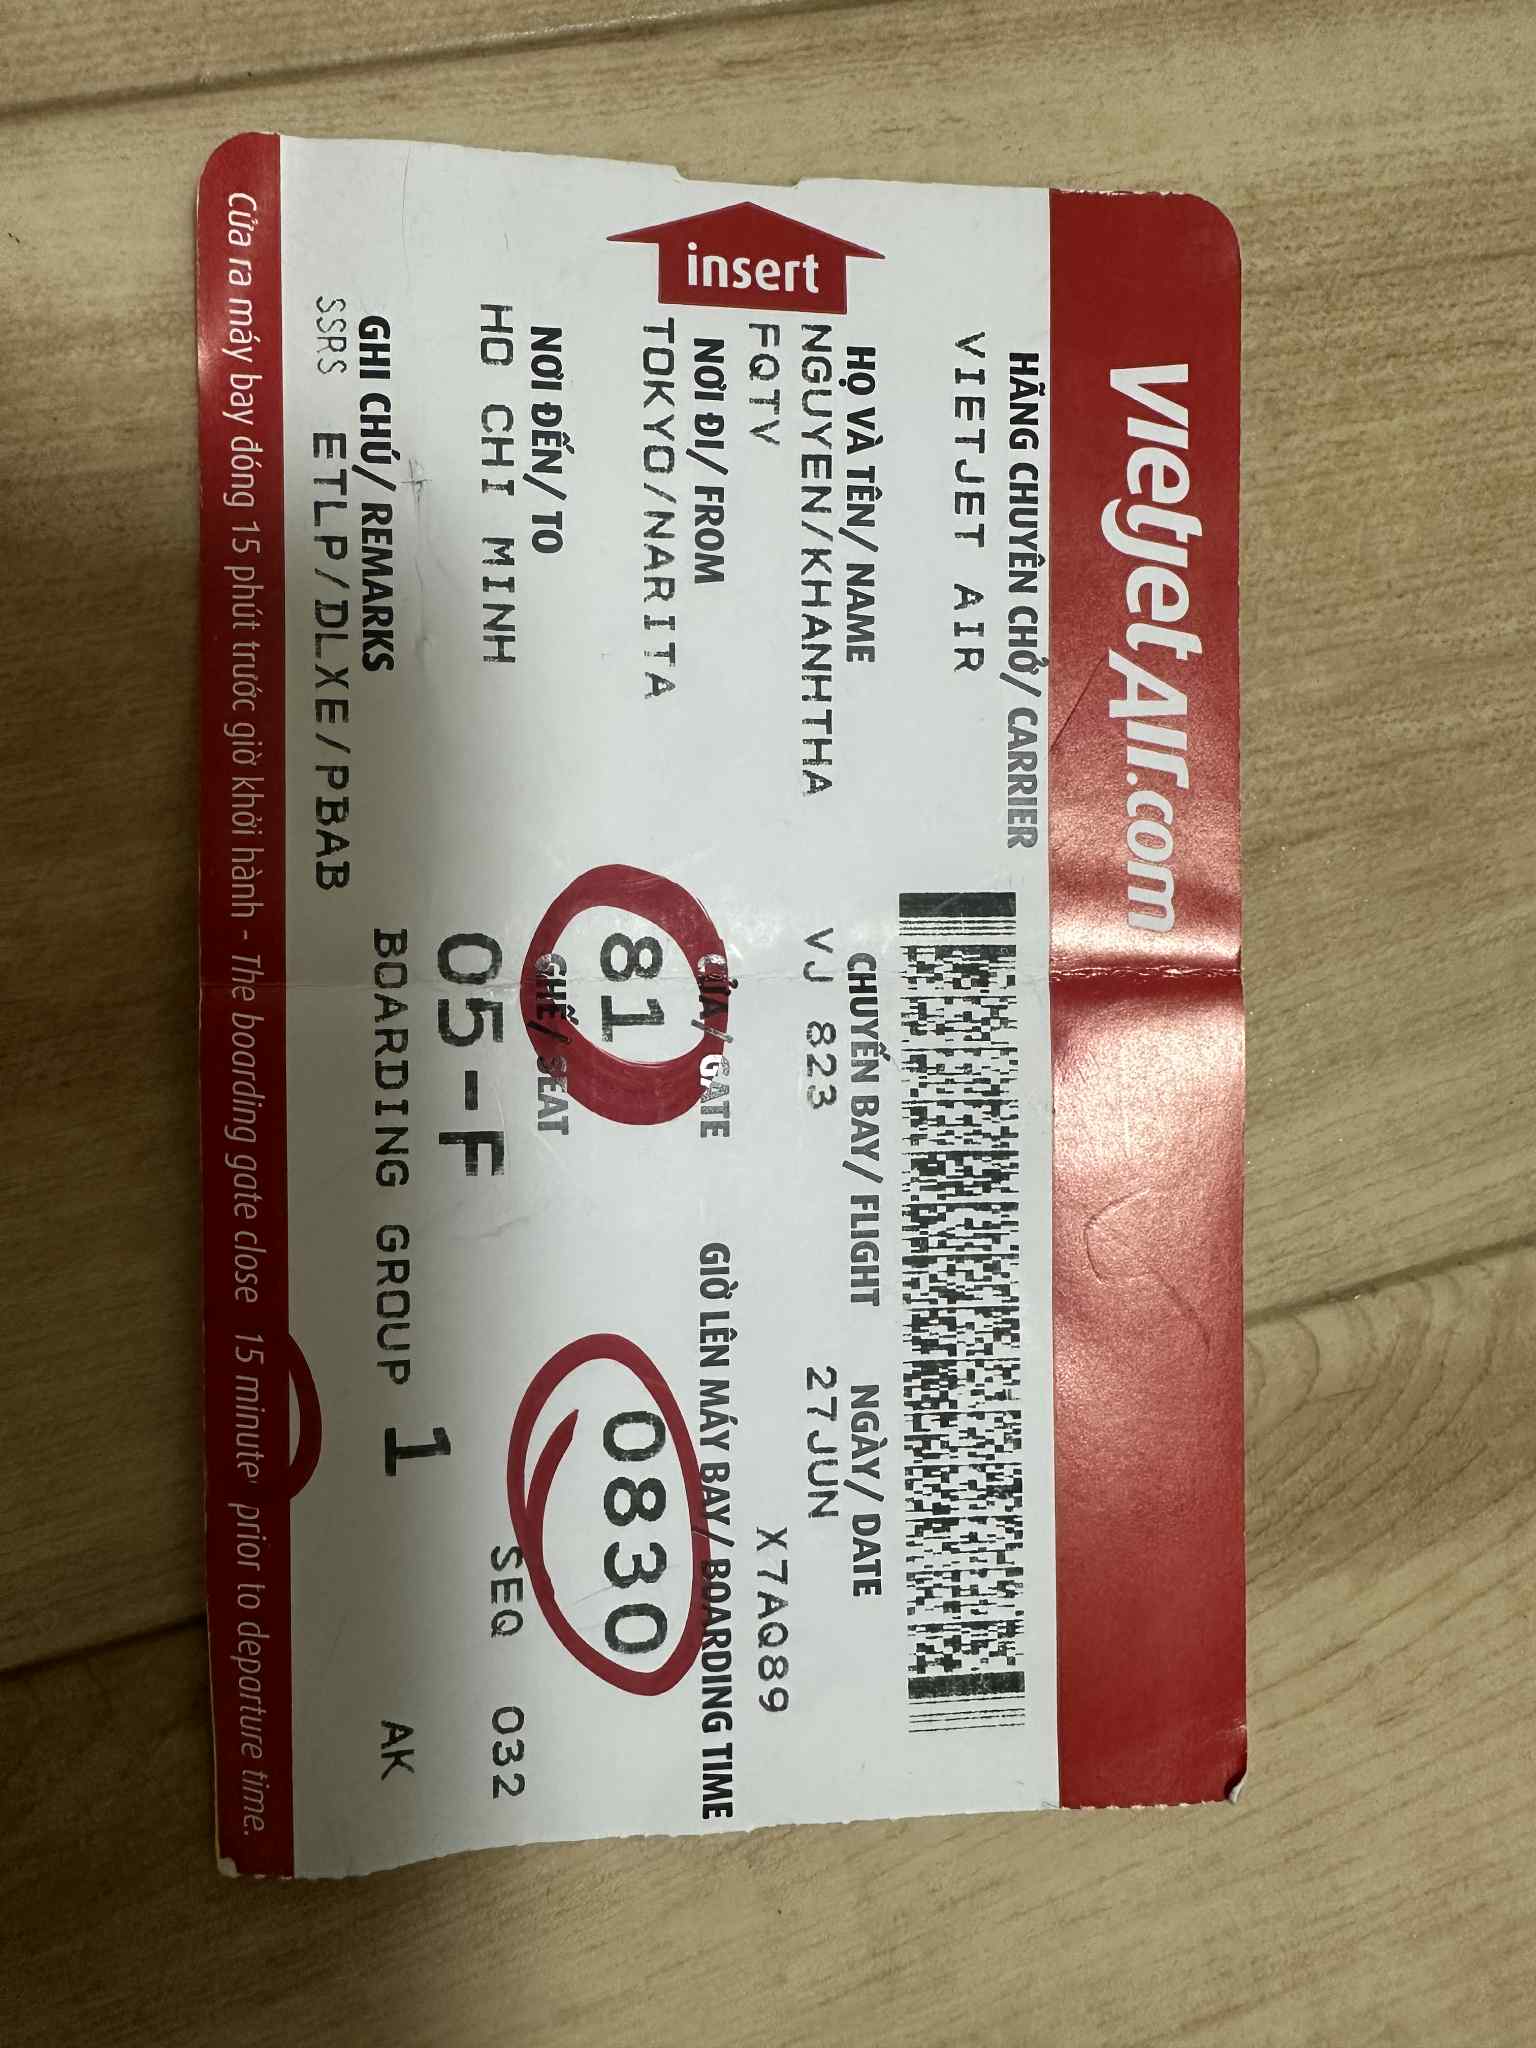 vietjetAir.com
HÃNG CHUYÊN CHỞ/ CARRIER
VIETJET AIR
HỌ VÀ TÊN/ NAME
CHUYẾN BAY/ FLIGHT
NGÀY/ DATE
NGUYEN/KHANHTHA
VJ 823
27JUN
FQTV
X7AQ89
insert
NƠI ĐI/ FROM
CỬA/ GATE
GIỜ LÊN MÁY BAY/ BOARDING TIME
TOKYO/NARITA
81
0830
NƠI ĐẾN/ TO
GHẾ/ SEAT
HO CHI MINH
05-F
SEQ 032
GHI CHÚ/ REMARKS
BOARDING GROUP 1
AK
SSRS ETLP/DLXE/PBAB
Cửa ra máy bay đóng 15 phút trước giờ khởi hành - The boarding gate close 15 minute' prior to departure time.